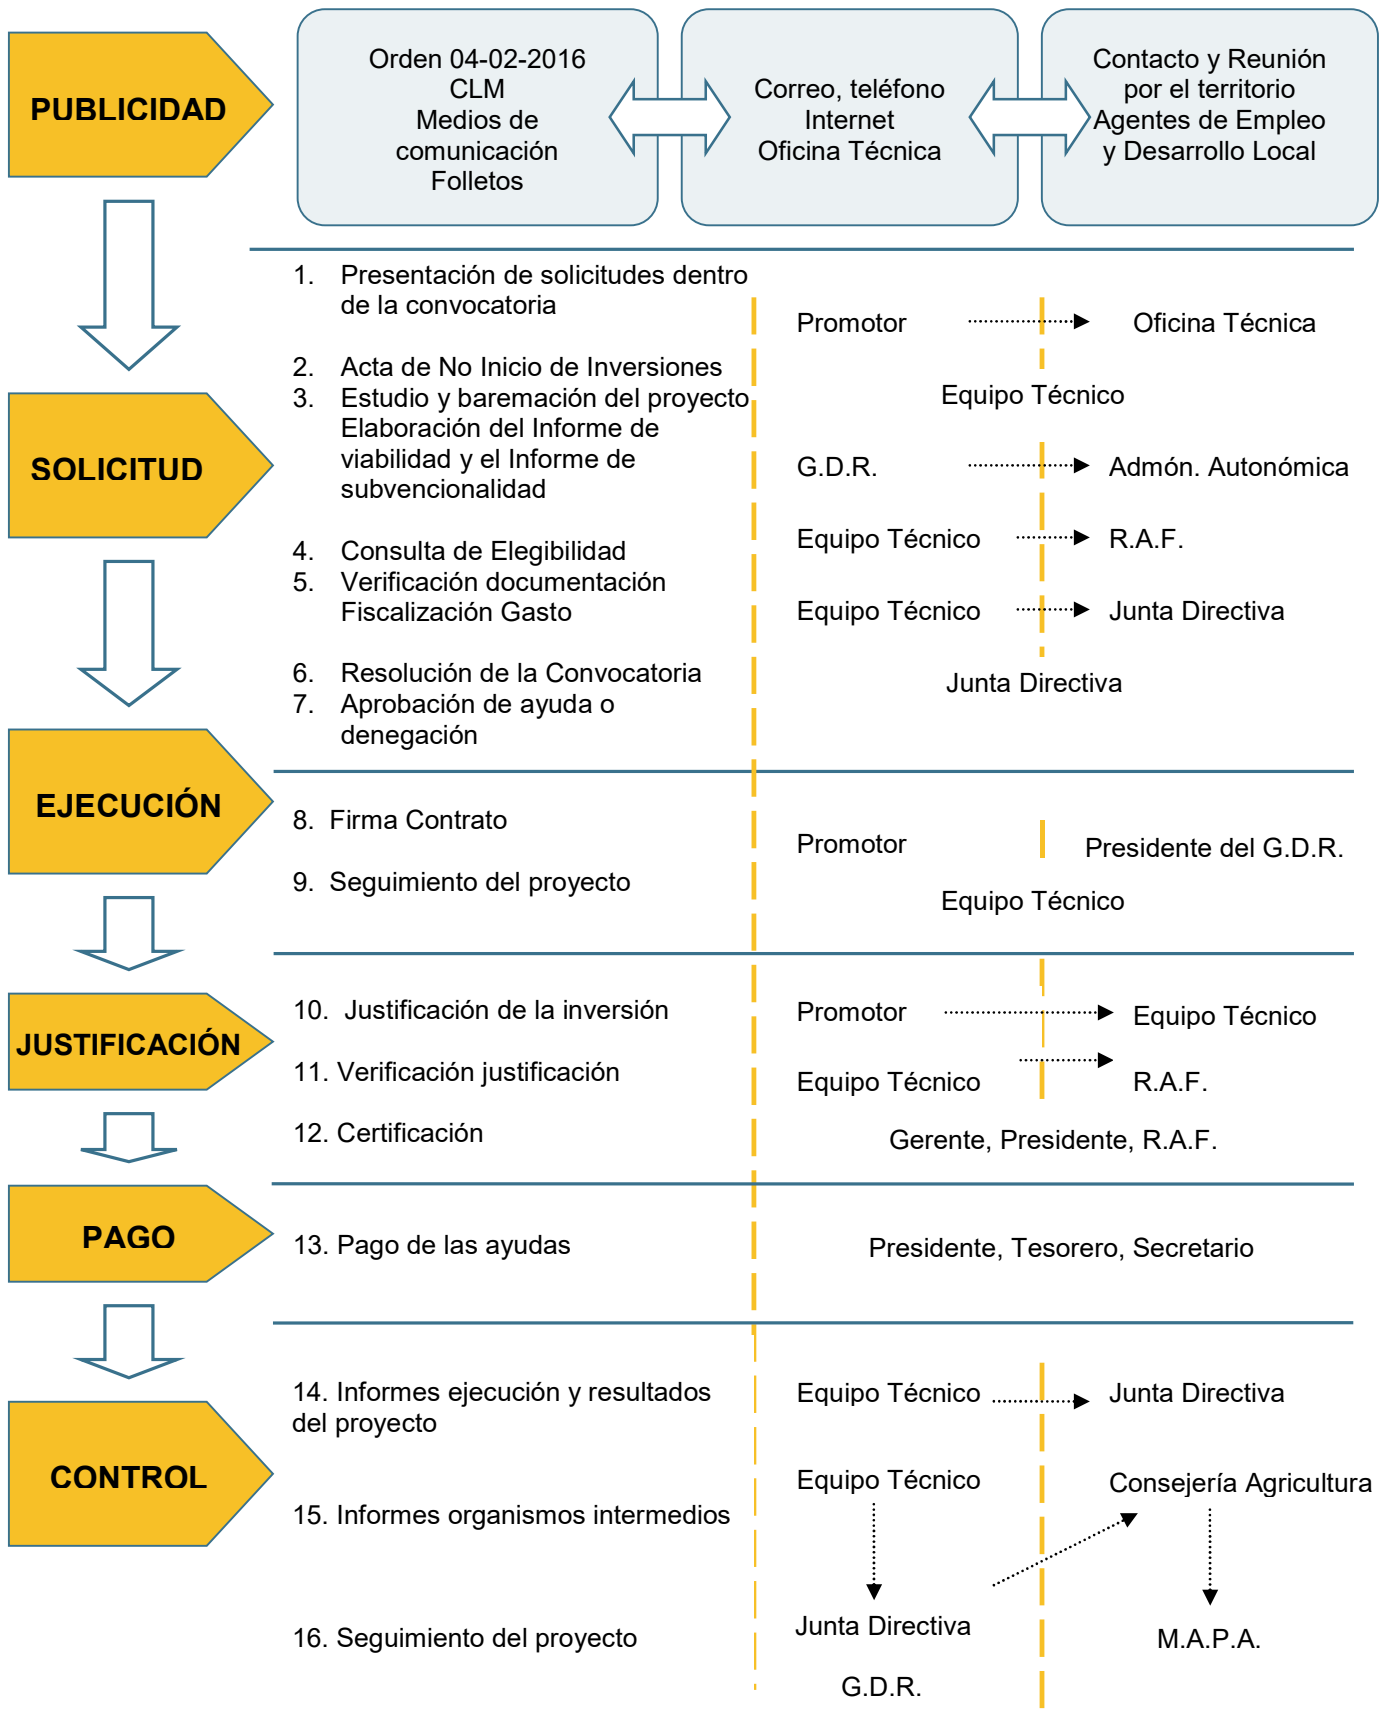 PUBLICIDAD
Orden 04-02-2016
CLM
Medios de
comunicación
Folletos
Correo, teléfono
Internet
Oficina Técnica
Contacto y Reunión
por el territorio
Agentes de Empleo
y Desarrollo Local
SOLICITUD
1. Presentación de solicitudes dentro
de la convocatoria
2. Acta de No Inicio de Inversiones
3. Estudio y baremación del proyecto
Elaboración del Informe de
viabilidad y el Informe de
subvencionalidad
4. Consulta de Elegibilidad
5. Verificación documentación
Fiscalización Gasto
6. Resolución de la Convocatoria
7. Aprobación de ayuda o
denegación
Promotor Oficina Técnica
Equipo Técnico
G.D.R. Admón. Autonómica
Equipo Técnico R.A.F.
Equipo Técnico Junta Directiva
Junta Directiva
EJECUCIÓN
8. Firma Contrato
9. Seguimiento del proyecto
Promotor Presidente del G.D.R.
Equipo Técnico
JUSTIFICACIÓN
10. Justificación de la inversión
11. Verificación justificación
12. Certificación
Promotor Equipo Técnico
Equipo Técnico R.A.F.
Gerente, Presidente, R.A.F.
PAGO
13. Pago de las ayudas
Presidente, Tesorero, Secretario
CONTROL
14. Informes ejecución y resultados
del proyecto
15. Informes organismos intermedios
16. Seguimiento del proyecto
Equipo Técnico Junta Directiva
Equipo Técnico Consejería Agricultura
Junta Directiva M.A.P.A.
G.D.R.